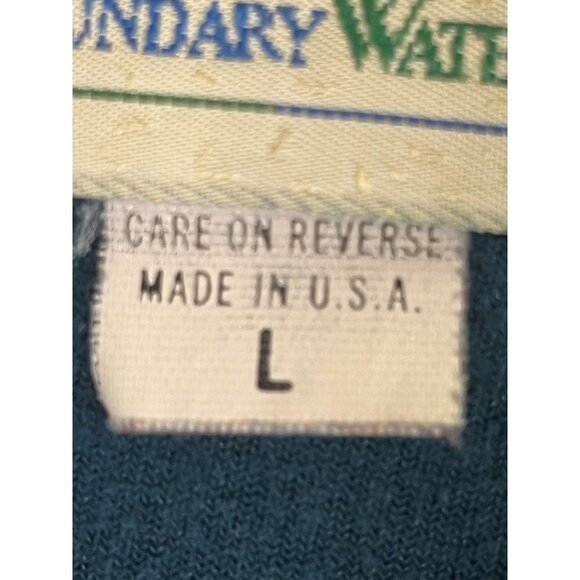 UNDARY WATE
CARE ON REVERSE
MADE IN U.S.A.
L